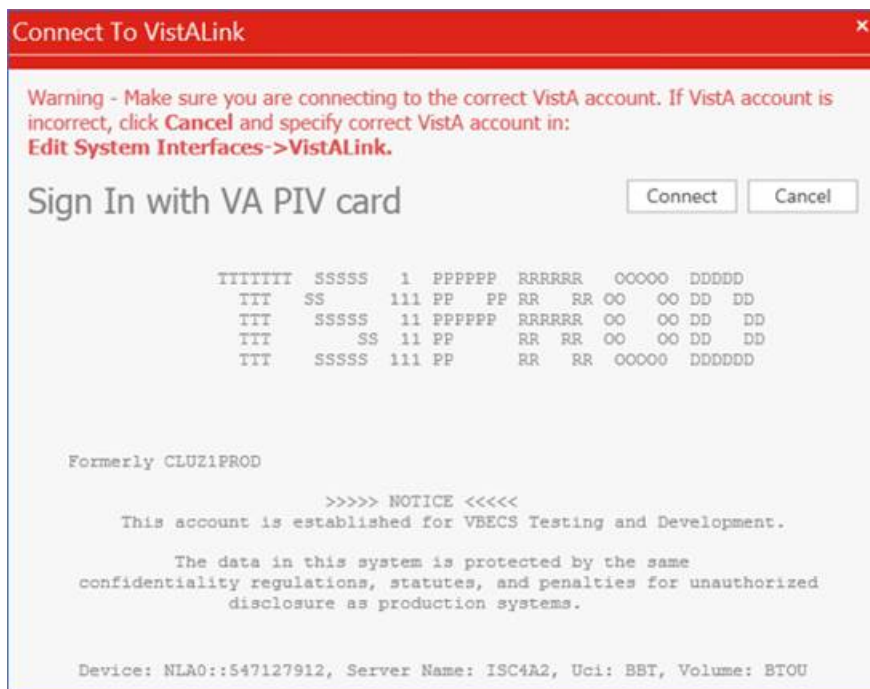 Connect To VistALink
×
Warning - Make sure you are connecting to the correct VistA account. If VistA account is
incorrect, click Cancel and specify correct VistA account in:
Edit System Interfaces->VistALink.
Sign In with VA PIV card
Connect
Cancel
TTTTTTT  SSSSS   1  PPPPPP  RRRRRR   OOOOO  DDDDD
TTT   SS      111 PP   PP RR   RR OO   OO DD  DD
TTT    SSSSS   11 PPPPPP  RRRRRR  OO   OO DD   DD
TTT        SS  11 PP      RR  RR  OO   OO DD   DD
TTT    SSSSS  111 PP      RR   RR  OOOOO  DDDDDD
Formerly CLUZ1PROD
>>>>> NOTICE <<<<<
This account is established for VBECS Testing and Development.
The data in this system is protected by the same
confidentiality regulations, statutes, and penalties for unauthorized
disclosure as production systems.
Device: NLA0::547127912, Server Name: ISC4A2, Uci: BBT, Volume: BTOU